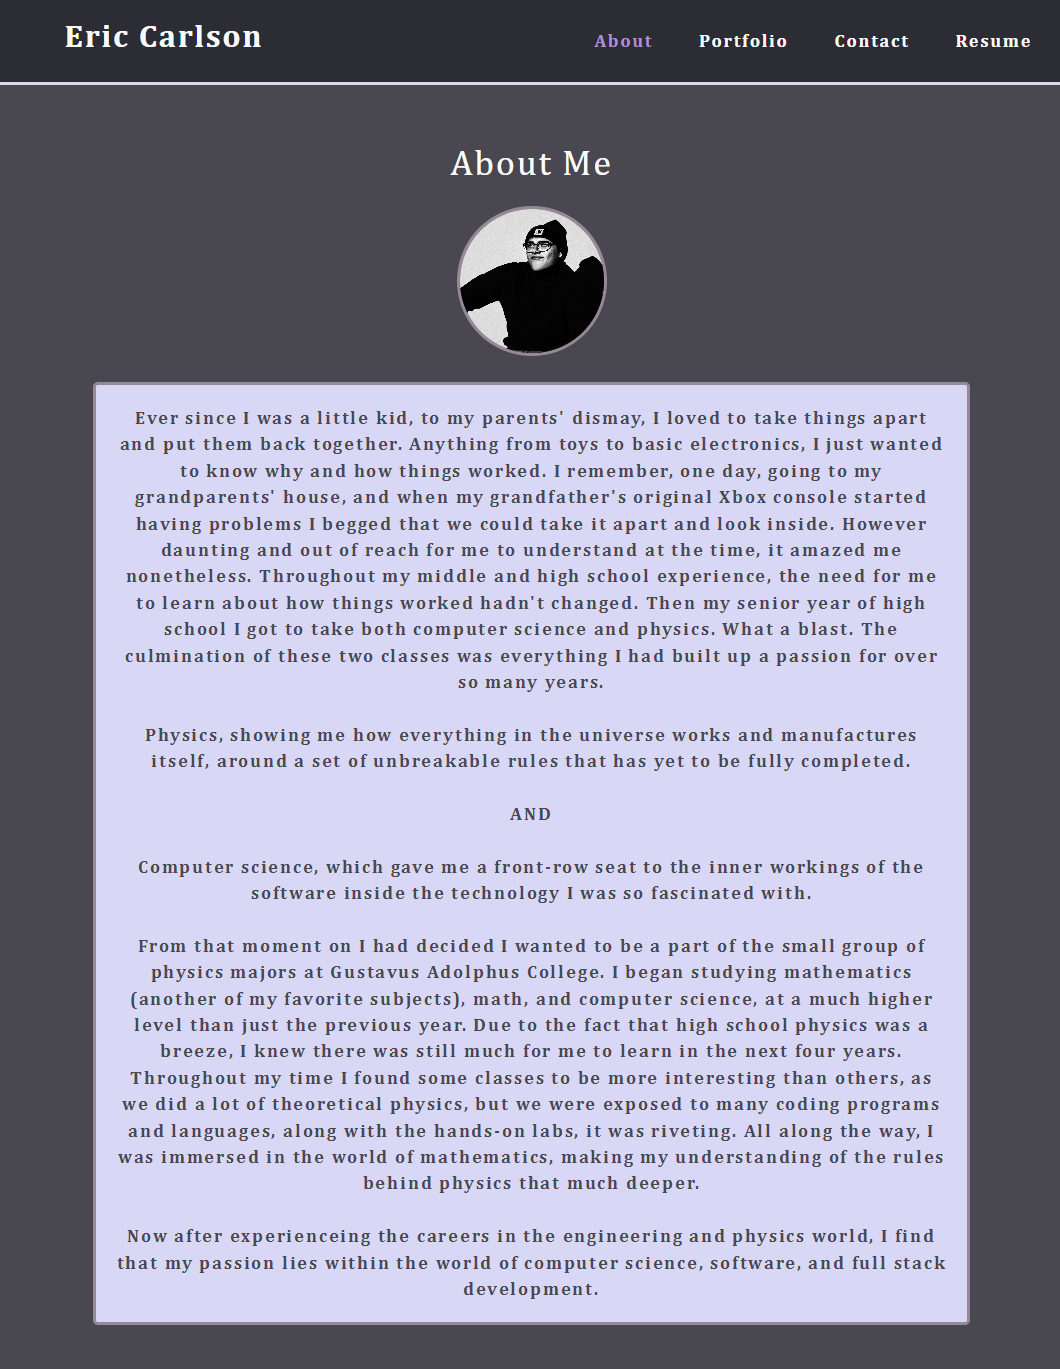 Eric Carlson
About Portfolio Contact Resume
About Me
Ever since I was a little kid, to my parents' dismay, I loved to take things apart
and put them back together. Anything from toys to basic electronics, I just wanted
to know why and how things worked. I remember, one day, going to my
grandparents' house, and when my grandfather's original Xbox console started
having problems I begged that we could take it apart and look inside. However
daunting and out of reach for me to understand at the time, it amazed me
nonetheless. Throughout my middle and high school experience, the need for me
to learn about how things worked hadn't changed. Then my senior year of high
school I got to take both computer science and physics. What a blast. The
culmination of these two classes was everything I had built up a passion for over
so many years.
Physics, showing me how everything in the universe works and manufactures
itself, around a set of unbreakable rules that has yet to be fully completed.
AND
Computer science, which gave me a front-row seat to the inner workings of the
software inside the technology I was so fascinated with.
From that moment on I had decided I wanted to be a part of the small group of
physics majors at Gustavus Adolphus College. I began studying mathematics
(another of my favorite subjects), math, and computer science, at a much higher
level than just the previous year. Due to the fact that high school physics was a
breeze, I knew there was still much for me to learn in the next four years.
Throughout my time I found some classes to be more interesting than others, as
we did a lot of theoretical physics, but we were exposed to many coding programs
and languages, along with the hands-on labs, it was riveting. All along the way, I
was immersed in the world of mathematics, making my understanding of the rules
behind physics that much deeper.
Now after experienceing the careers in the engineering and physics world, I find
that my passion lies within the world of computer science, software, and full stack
development.